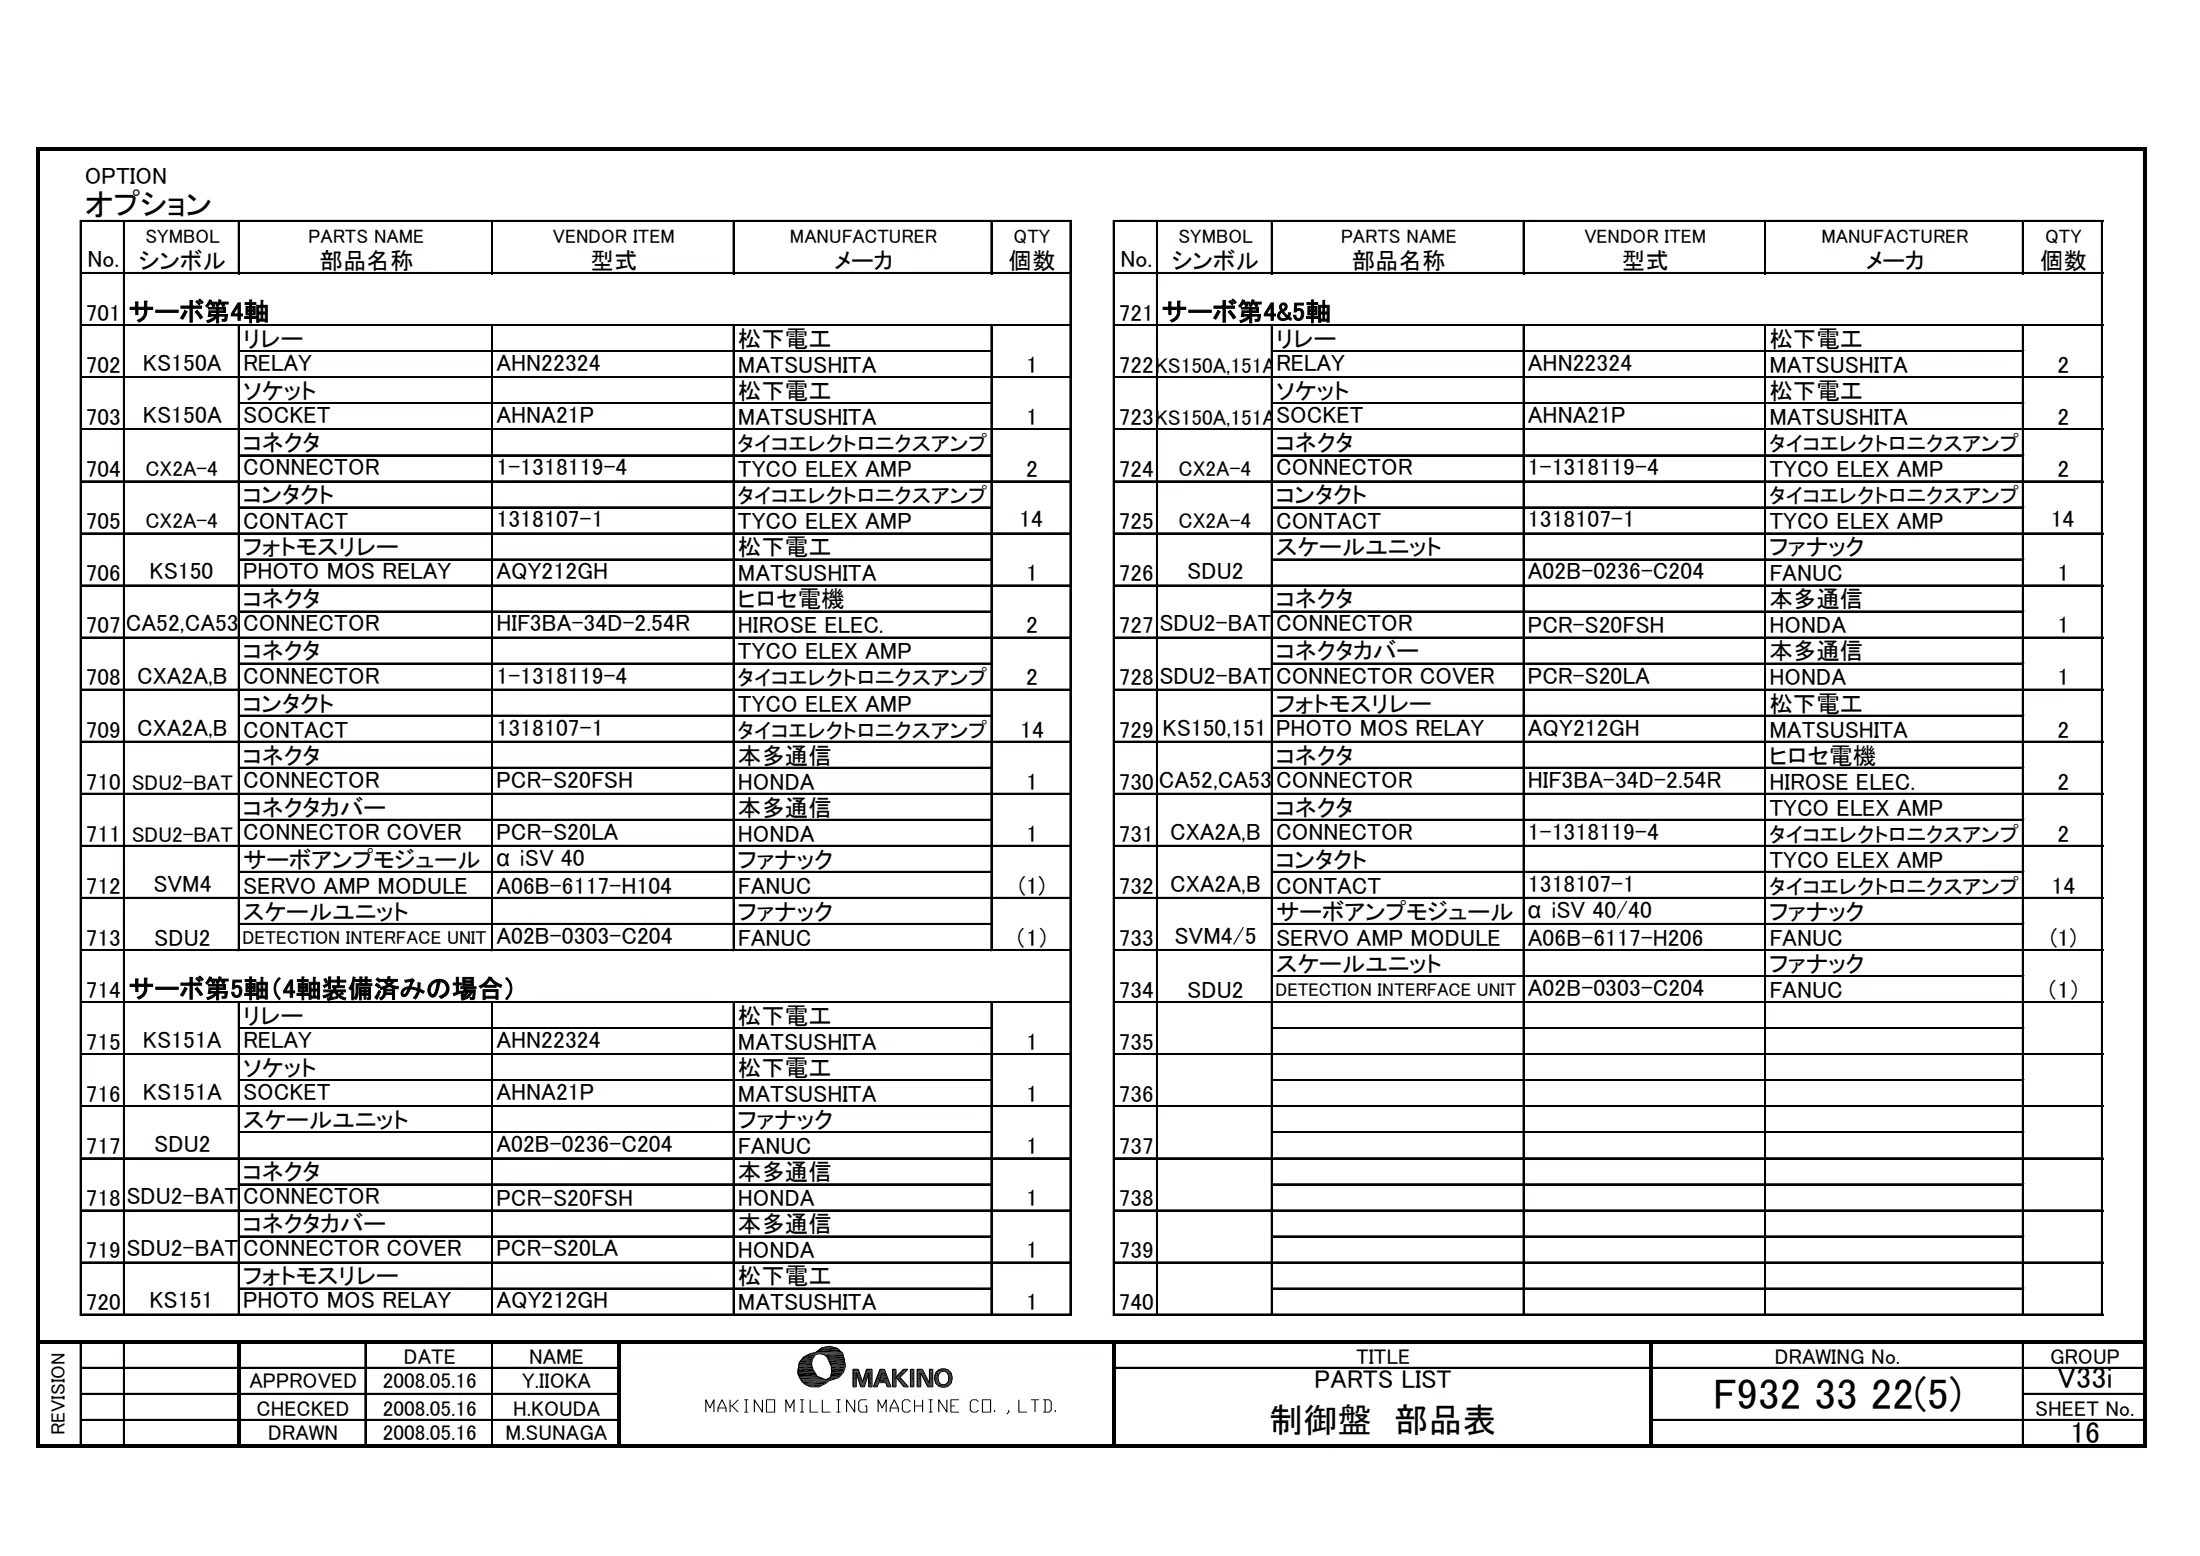 OPTION
オプション
No. SYMBOL シンボル PARTS NAME 部品名称 VENDOR ITEM 型式 MANUFACTURER メーカ QTY 個数
701 サーボ第4軸
リレー 松下電工
702 KS150A RELAY AHN22324 MATSUSHITA 1
ソケット 松下電工
703 KS150A SOCKET AHNA21P MATSUSHITA 1
コネクタ タイコエレクトロニクスアンプ
704 CX2A-4 CONNECTOR 1-1318119-4 TYCO ELEX AMP 2
コンタクト タイコエレクトロニクスアンプ
705 CX2A-4 CONTACT 1318107-1 TYCO ELEX AMP 14
フォトモスリレー 松下電工
706 KS150 PHOTO MOS RELAY AQY212GH MATSUSHITA 1
コネクタ ヒロセ電機
707 CA52,CA53 CONNECTOR HIF3BA-34D-2.54R HIROSE ELEC. 2
コネクタ TYCO ELEX AMP
708 CXA2A,B CONNECTOR 1-1318119-4 タイコエレクトロニクスアンプ 2
コンタクト TYCO ELEX AMP
709 CXA2A,B CONTACT 1318107-1 タイコエレクトロニクスアンプ 14
コネクタ 本多通信
710 SDU2-BAT CONNECTOR PCR-S20FSH HONDA 1
コネクタカバー 本多通信
711 SDU2-BAT CONNECTOR COVER PCR-S20LA HONDA 1
サーボアンプモジュール α iSV 40 ファナック
712 SVM4 SERVO AMP MODULE A06B-6117-H104 FANUC (1)
スケールユニット ファナック
713 SDU2 DETECTION INTERFACE UNIT A02B-0303-C204 FANUC (1)
714 サーボ第5軸(4軸装備済みの場合)
リレー 松下電工
715 KS151A RELAY AHN22324 MATSUSHITA 1
ソケット 松下電工
716 KS151A SOCKET AHNA21P MATSUSHITA 1
スケールユニット ファナック
717 SDU2 A02B-0236-C204 FANUC 1
コネクタ 本多通信
718 SDU2-BAT CONNECTOR PCR-S20FSH HONDA 1
コネクタカバー 本多通信
719 SDU2-BAT CONNECTOR COVER PCR-S20LA HONDA 1
フォトモスリレー 松下電工
720 KS151 PHOTO MOS RELAY AQY212GH MATSUSHITA 1
No. SYMBOL シンボル PARTS NAME 部品名称 VENDOR ITEM 型式 MANUFACTURER メーカ QTY 個数
721 サーボ第4&5軸
リレー 松下電工
722 KS150A,151A RELAY AHN22324 MATSUSHITA 2
ソケット 松下電工
723 KS150A,151A SOCKET AHNA21P MATSUSHITA 2
コネクタ タイコエレクトロニクスアンプ
724 CX2A-4 CONNECTOR 1-1318119-4 TYCO ELEX AMP 2
コンタクト タイコエレクトロニクスアンプ
725 CX2A-4 CONTACT 1318107-1 TYCO ELEX AMP 14
スケールユニット ファナック
726 SDU2 A02B-0236-C204 FANUC 1
コネクタ 本多通信
727 SDU2-BAT CONNECTOR PCR-S20FSH HONDA 1
コネクタカバー 本多通信
728 SDU2-BAT CONNECTOR COVER PCR-S20LA HONDA 1
フォトモスリレー 松下電工
729 KS150,151 PHOTO MOS RELAY AQY212GH MATSUSHITA 2
コネクタ ヒロセ電機
730 CA52,CA53 CONNECTOR HIF3BA-34D-2.54R HIROSE ELEC. 2
コネクタ TYCO ELEX AMP
731 CXA2A,B CONNECTOR 1-1318119-4 タイコエレクトロニクスアンプ 2
コンタクト TYCO ELEX AMP
732 CXA2A,B CONTACT 1318107-1 タイコエレクトロニクスアンプ 14
サーボアンプモジュール α iSV 40/40 ファナック
733 SVM4/5 SERVO AMP MODULE A06B-6117-H206 FANUC (1)
スケールユニット ファナック
734 SDU2 DETECTION INTERFACE UNIT A02B-0303-C204 FANUC (1)
735
736
737
738
739
740
REVISION
DATE NAME
APPROVED 2008.05.16 Y.IIOKA
CHECKED 2008.05.16 H.KOUDA
DRAWN 2008.05.16 M.SUNAGA
MAKINO
MAKINO MILLING MACHINE CO. , LTD.
TITLE
PARTS LIST
制御盤 部品表
DRAWING No.
F932 33 22(5)
GROUP
V33i
SHEET No.
16